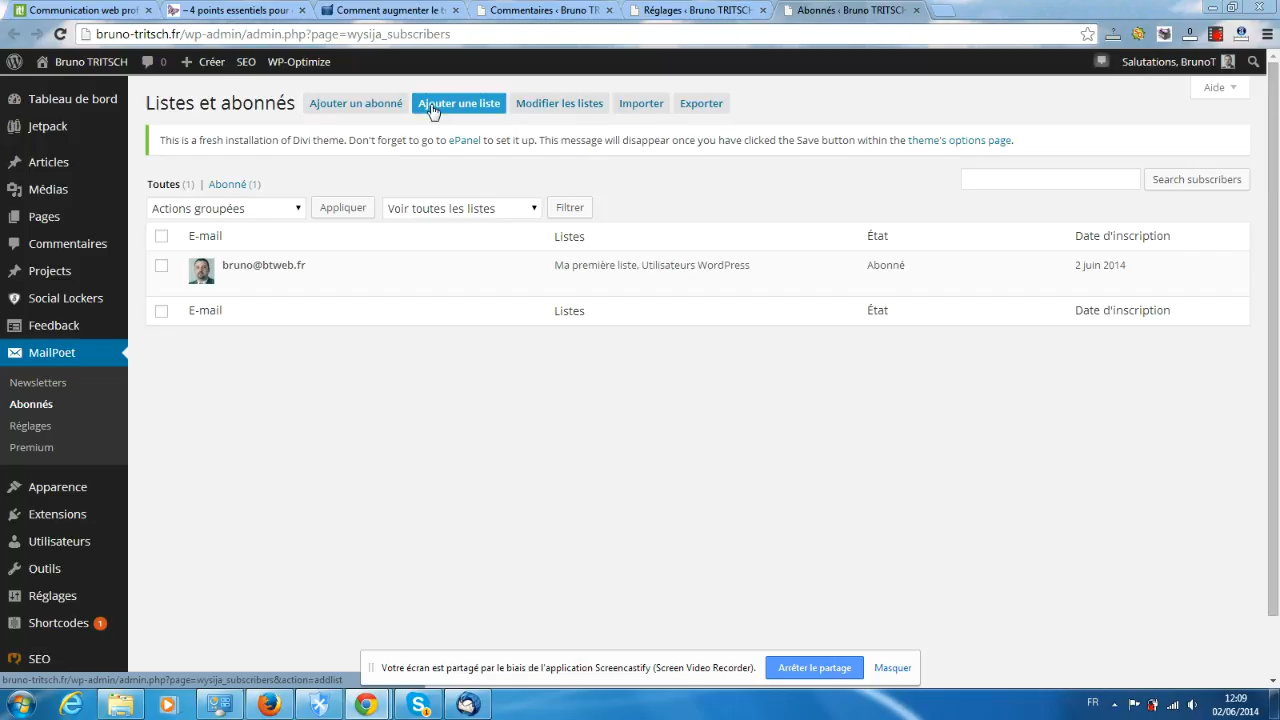 Communication web prof
– 4 points essentiels pour
Comment augmenter le t
Commentaires ‹ Bruno TR
Réglages ‹ Bruno TRITSCH
Abonnés ‹ Bruno TRITSCH
bruno-tritsch.fr/wp-admin/admin.php?page=wysija_subscribers
Bruno TRITSCH 0 Créer SEO WP-Optimize Salutations, BrunoT
Tableau de bord
Jetpack
Articles
Médias
Pages
Commentaires
Projects
Social Lockers
Feedback
MailPoet
Newsletters
Abonnés
Réglages
Premium
Apparence
Extensions
Utilisateurs
Outils
Réglages
Shortcodes 1
SEO
Aide
Listes et abonnés Ajouter un abonné Ajouter une liste Modifier les listes Importer Exporter
This is a fresh installation of Divi theme. Don't forget to go to ePanel to set it up. This message will disappear once you have clicked the Save button within the theme's options page.
Toutes (1) | Abonné (1)
Search subscribers
Actions groupées Appliquer Voir toutes les listes Filtrer
E-mail Listes État Date d'inscription
bruno@btweb.fr Ma première liste, Utilisateurs WordPress Abonné 2 juin 2014
E-mail Listes État Date d'inscription
Votre écran est partagé par le biais de l'application Screencastify (Screen Video Recorder). Arrêter le partage Masquer
bruno-tritsch.fr/wp-admin/admin.php?page=wysija_subscribers&action=addlist
FR 12:09
02/06/2014